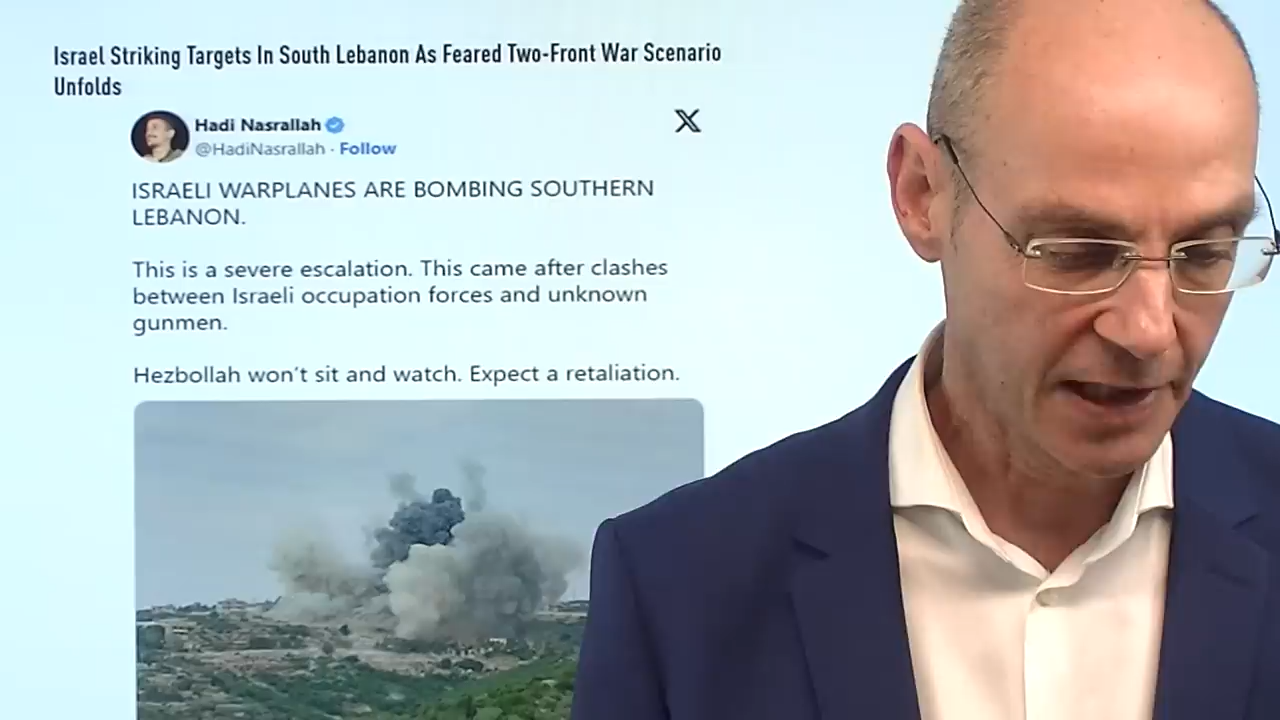 Israel Striking Targets In South Lebanon As Feared Two-Front War Scenario
Unfolds
Hadi Nasrallah
@HadiNasrallah · Follow
ISRAELI WARPLANES ARE BOMBING SOUTHERN
LEBANON.
This is a severe escalation. This came after clashes
between Israeli occupation forces and unknown
gunmen.
Hezbollah won't sit and watch. Expect a retaliation.